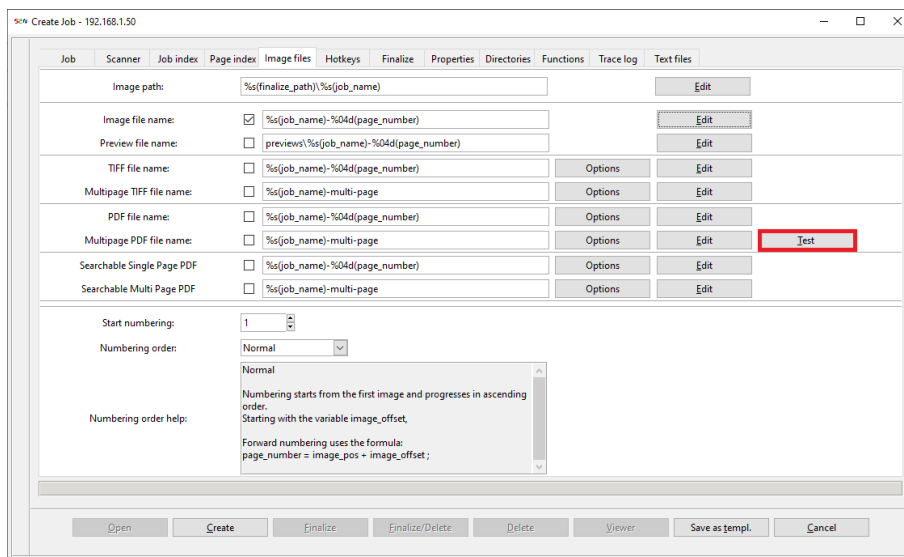 SCN Create Job - 192.168.1.50
Job Scanner Job index Page index Image files Hotkeys Finalize Properties Directories Functions Trace log Text files
Image path: %s(finalize_path)\%s(job_name) Edit
Image file name: %s(job_name)-%04d(page_number) Edit
Preview file name: previews\%s(job_name)-%04d(page_number) Edit
TIFF file name: %s(job_name)-%04d(page_number) Options Edit
Multipage TIFF file name: %s(job_name)-multi-page Options Edit
PDF file name: %s(job_name)-%04d(page_number) Options Edit
Multipage PDF file name: %s(job_name)-multi-page Options Edit Test
Searchable Single Page PDF %s(job_name)-%04d(page_number) Options Edit
Searchable Multi Page PDF %s(job_name)-multi-page Options Edit
Start numbering: 1
Numbering order: Normal
Normal
Numbering starts from the first image and progresses in ascending
order.
Starting with the variable image_offset,
Numbering order help:
Forward numbering uses the formula:
page_number = image_pos + image_offset ;
Open Create Finalize Finalize/Delete Delete Viewer Save as templ. Cancel